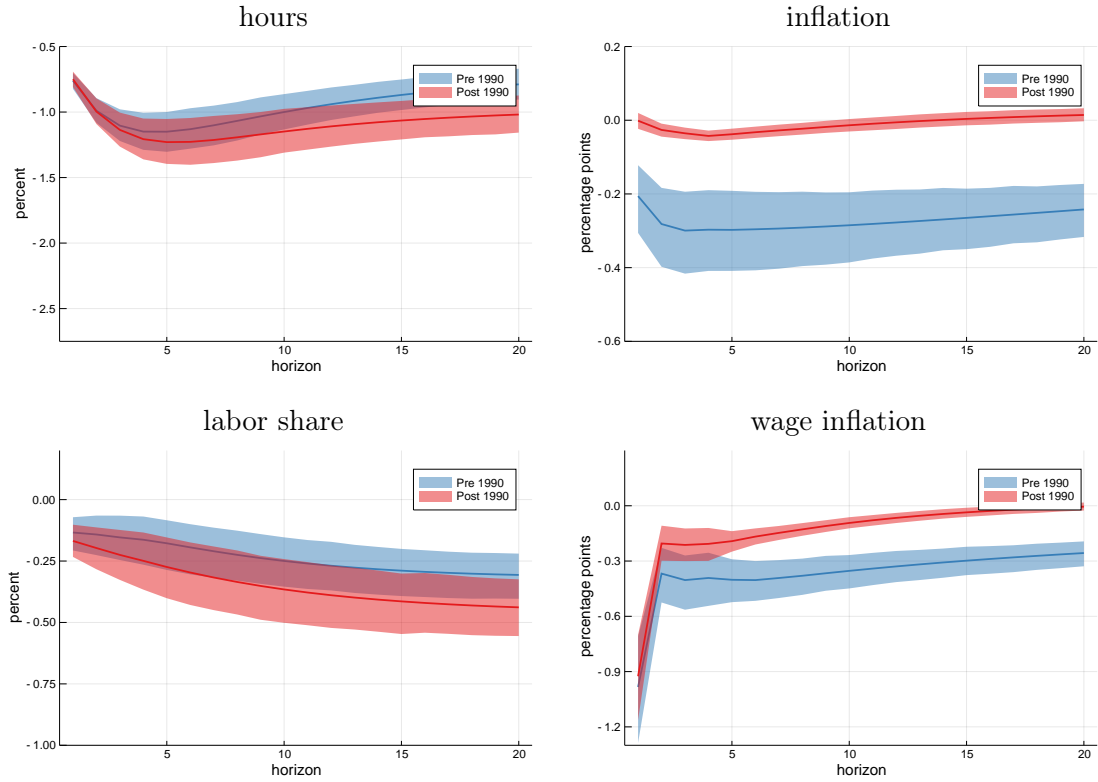 hours
- 0.5
- 1.0
- 1.5
- 2.0
- 2.5
percent
5
10
15
20
horizon
Pre 1990
Post 1990
inflation
0.2
0.0
- 0.2
- 0.4
- 0.6
percentage points
5
10
15
20
horizon
Pre 1990
Post 1990
labor share
0.00
- 0.25
- 0.50
- 0.75
- 1.00
percent
5
10
15
20
horizon
Pre 1990
Post 1990
wage inflation
0.0
- 0.3
- 0.6
- 0.9
- 1.2
percentage points
5
10
15
20
horizon
Pre 1990
Post 1990